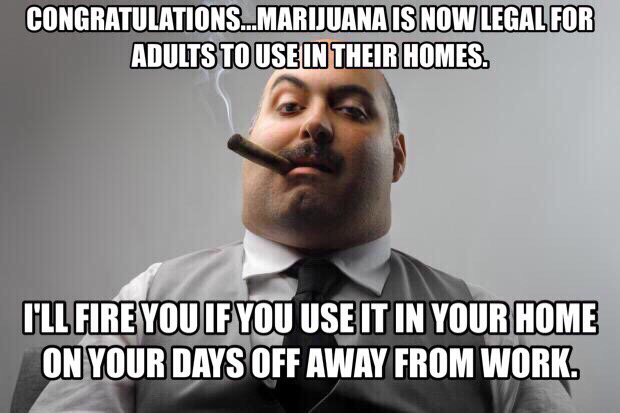 CONGRATULATIONS...MARIJUANA IS NOW LEGAL FOR
ADULTS TO USE IN THEIR HOMES.
I'LL FIRE YOU IF YOU USE IT IN YOUR HOME
ON YOUR DAYS OFF AWAY FROM WORK.